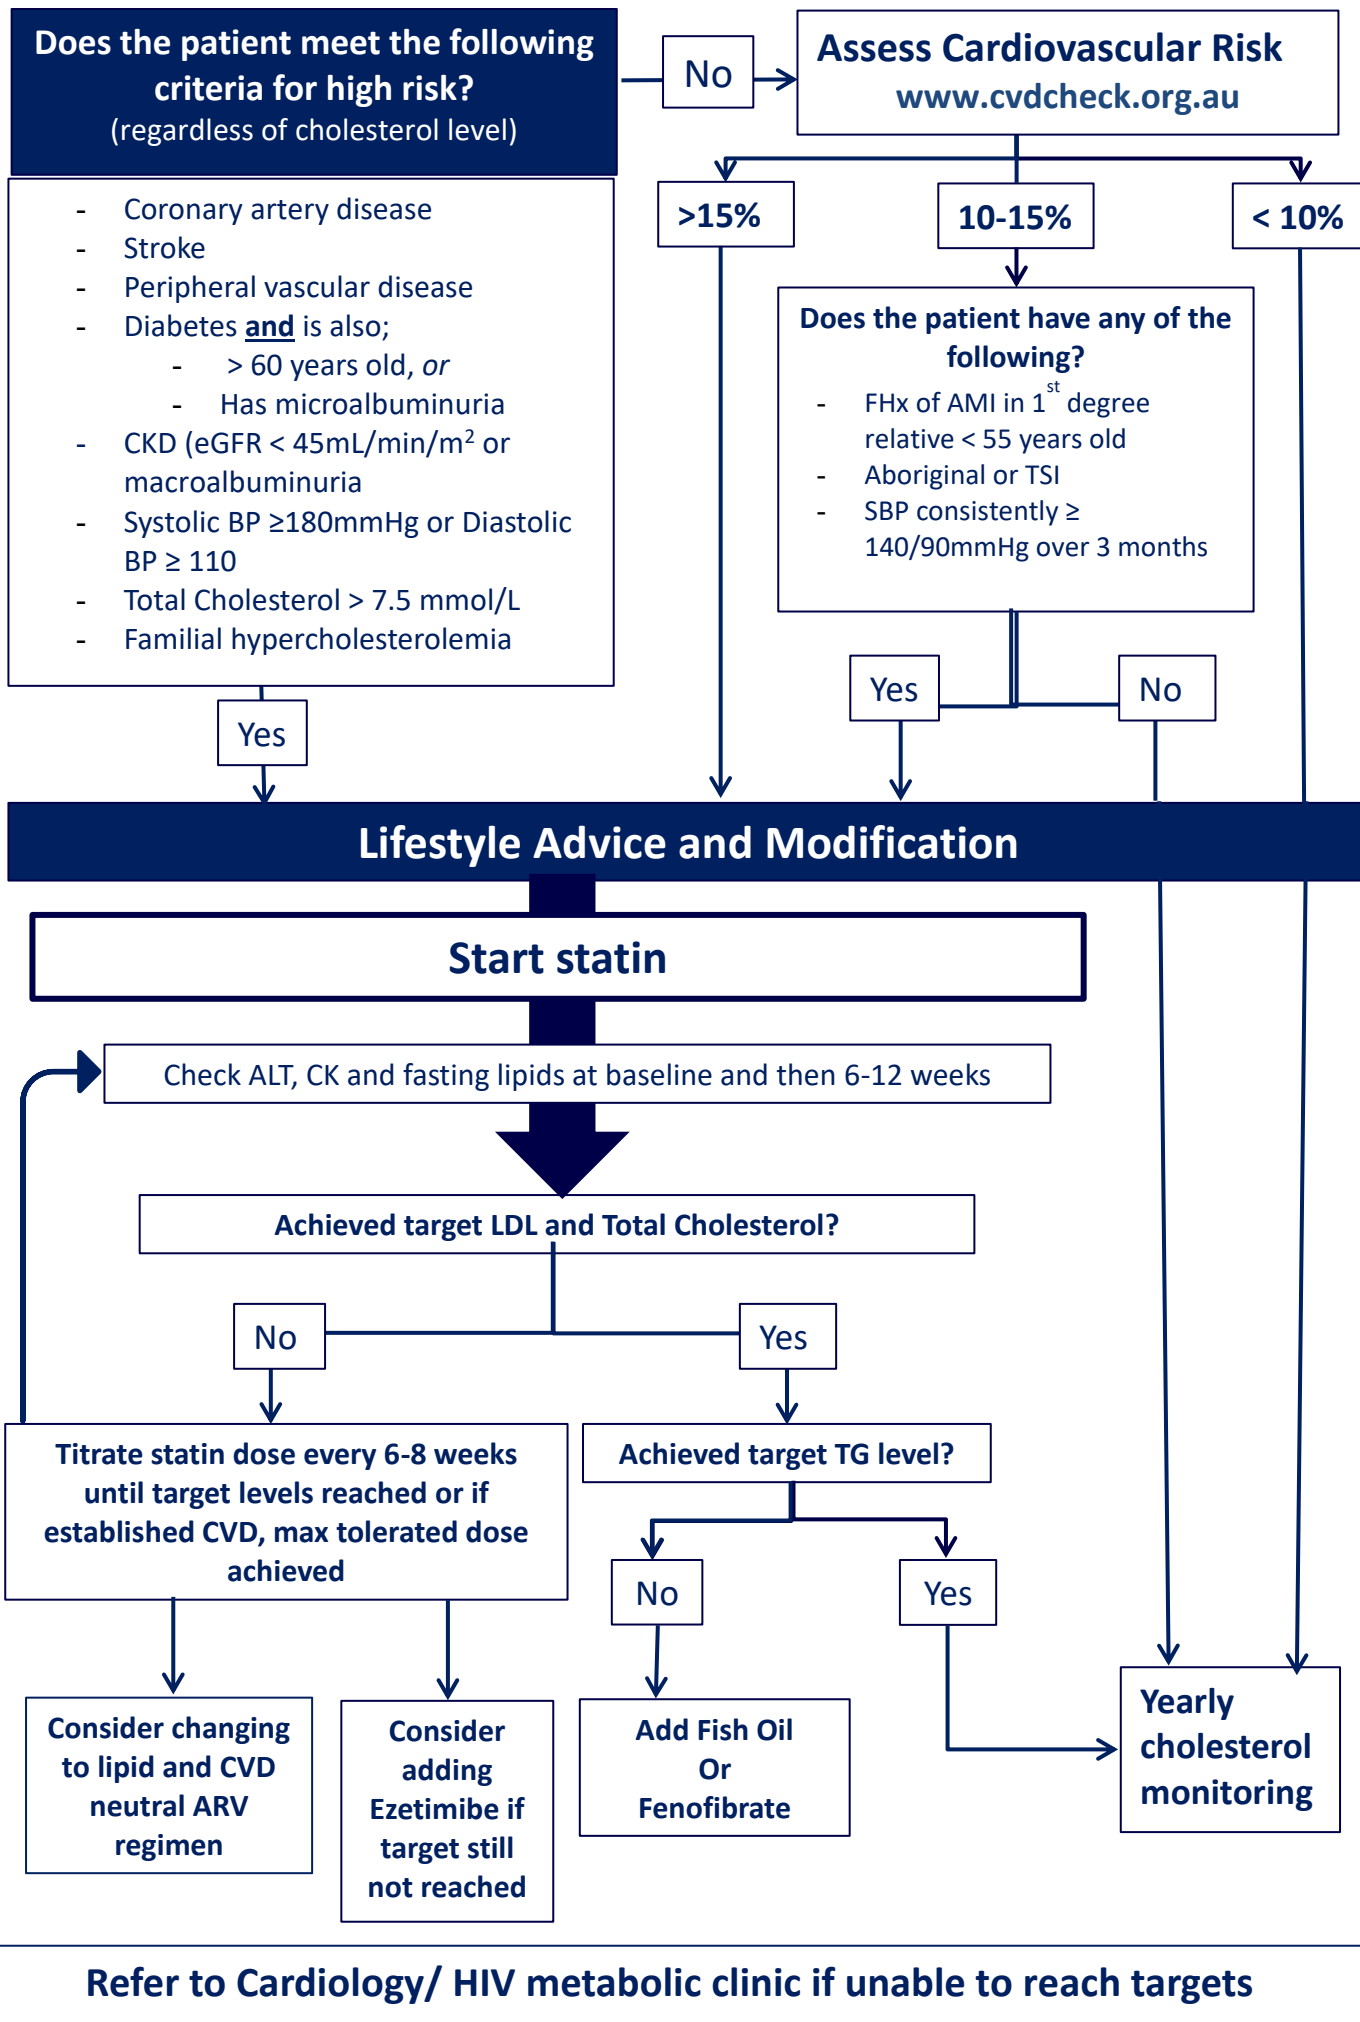 Does the patient meet the following
criteria for high risk?
(regardless of cholesterol level)
No
Assess Cardiovascular Risk
www.cvdcheck.org.au
- Coronary artery disease
- Stroke
- Peripheral vascular disease
- Diabetes and is also;
- > 60 years old, or
- Has microalbuminuria
- CKD (eGFR < 45mL/min/m² or
macroalbuminuria
- Systolic BP ≥180mmHg or Diastolic
BP ≥ 110
- Total Cholesterol > 7.5 mmol/L
- Familial hypercholesterolemia
Yes
>15%
10-15%
< 10%
Does the patient have any of the
following?
- FHx of AMI in 1st degree
relative < 55 years old
- Aboriginal or TSI
- SBP consistently ≥
140/90mmHg over 3 months
Yes
No
Lifestyle Advice and Modification
Start statin
Check ALT, CK and fasting lipids at baseline and then 6-12 weeks
Achieved target LDL and Total Cholesterol?
No
Yes
Titrate statin dose every 6-8 weeks
until target levels reached or if
established CVD, max tolerated dose
achieved
Achieved target TG level?
No
Yes
Consider changing
to lipid and CVD
neutral ARV
regimen
Consider
adding
Ezetimibe if
target still
not reached
Add Fish Oil
Or
Fenofibrate
Yearly
cholesterol
monitoring
Refer to Cardiology/ HIV metabolic clinic if unable to reach targets